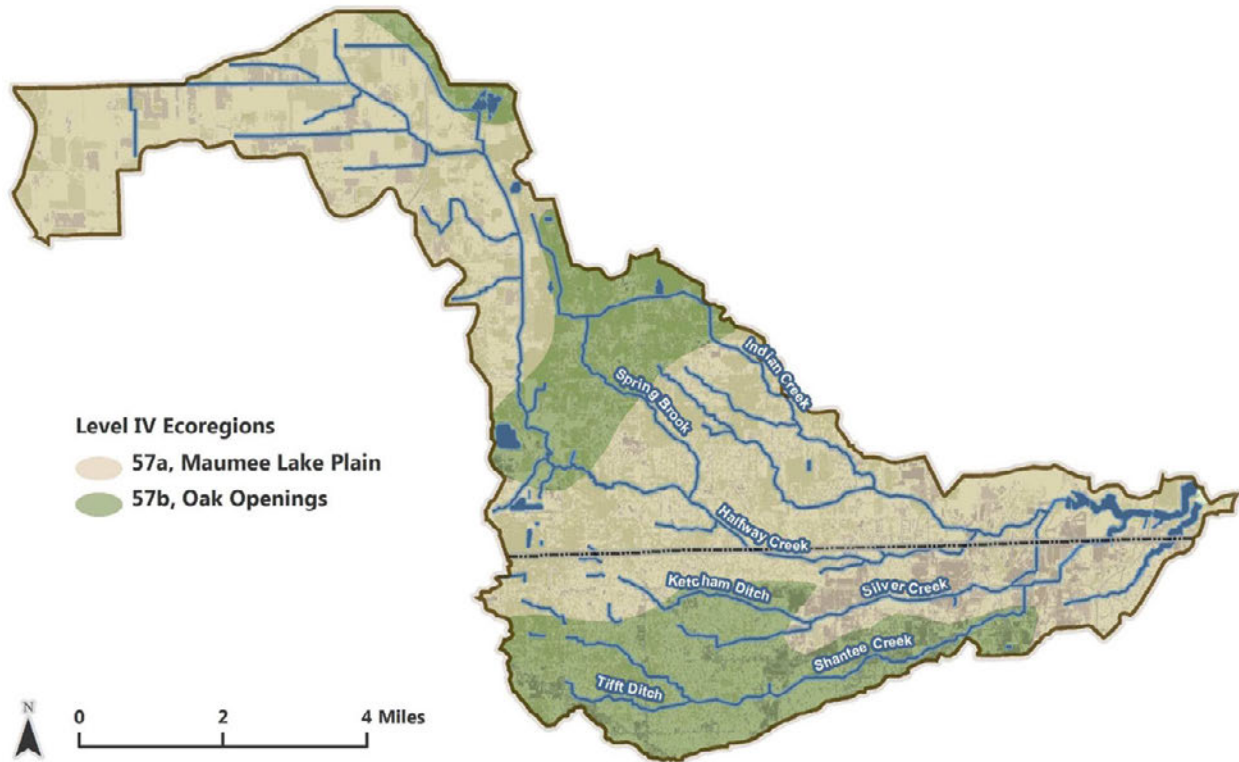 Indian Creek
Spring Brook
Level IV Ecoregions
57a, Maumee Lake Plain
57b, Oak Openings
Halfway Creek
Ketcham Ditch
Silver Creek
Shantee Creek
Tifft Ditch
N
0 2 4 Miles